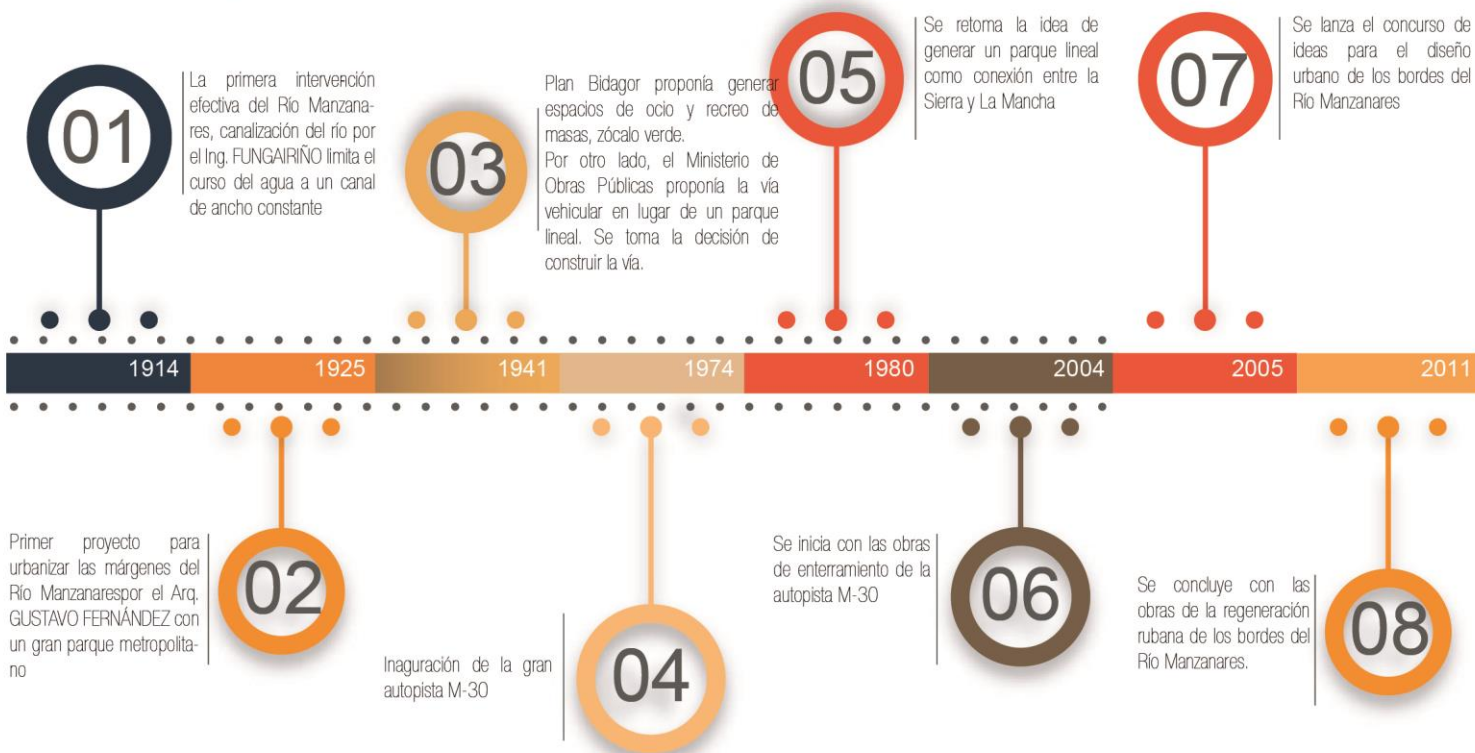 01
La primera intervención
efectiva del Río Manzana-
res, canalización del río por
el Ing. FUNGAIRIÑO limita el
curso del agua a un canal
de ancho constante
03
Plan Bidagor proponía generar
espacios de ocio y recreo de
masas, zócalo verde.
Por otro lado, el Ministerio de
Obras Públicas proponía la vía
vehicular en lugar de un parque
lineal. Se toma la decisión de
construir la vía.
05
Se retoma la idea de
generar un parque lineal
como conexión entre la
Sierra y La Mancha
07
Se lanza el concurso de
ideas para el diseño
urbano de los bordes del
Río Manzanares
1914 1925 1941 1974 1980 2004 2005 2011
Primer proyecto para
urbanizar las márgenes del
Río Manzanarespor el Arq.
GUSTAVO FERNÁNDEZ con
un gran parque metropolita-
no
02
Inaguración de la gran
autopista M-30
04
Se inicia con las obras
de enterramiento de la
autopista M-30
06
Se concluye con las
obras de la regeneración
rubana de los bordes del
Río Manzanares.
08